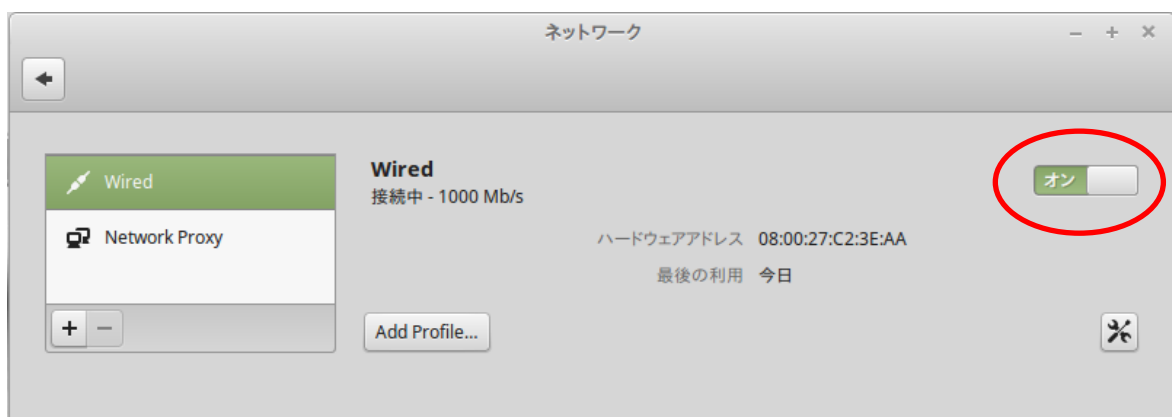 ネットワーク
Wired
Network Proxy
Wired
接続中 - 1000 Mb/s
オン
ハードウェアアドレス 08:00:27:C2:3E:AA
最後の利用 今日
Add Profile...